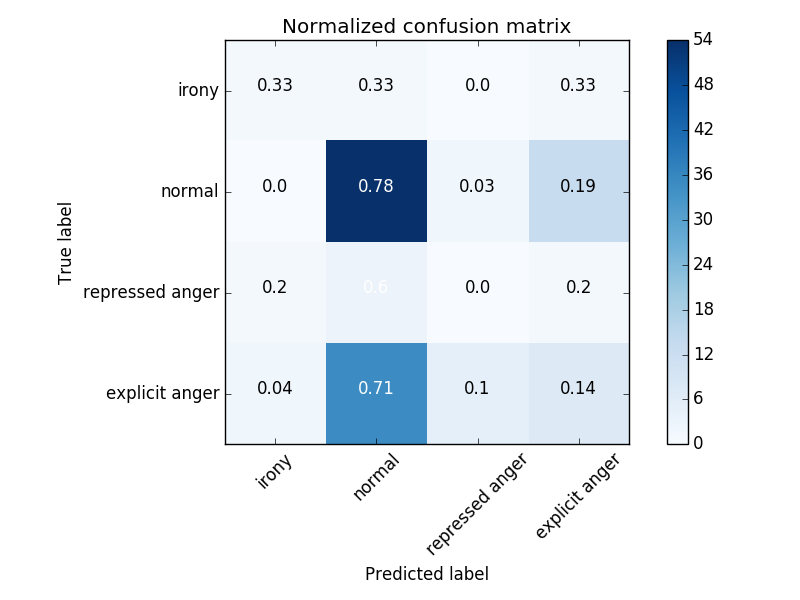 Normalized confusion matrix
True label
irony 0.33 0.33 0.0 0.33
normal 0.0 0.78 0.03 0.19
repressed anger 0.2 0.6 0.0 0.2
explicit anger 0.04 0.71 0.1 0.14
irony normal repressed anger explicit anger
Predicted label
54
48
42
36
30
24
18
12
6
0